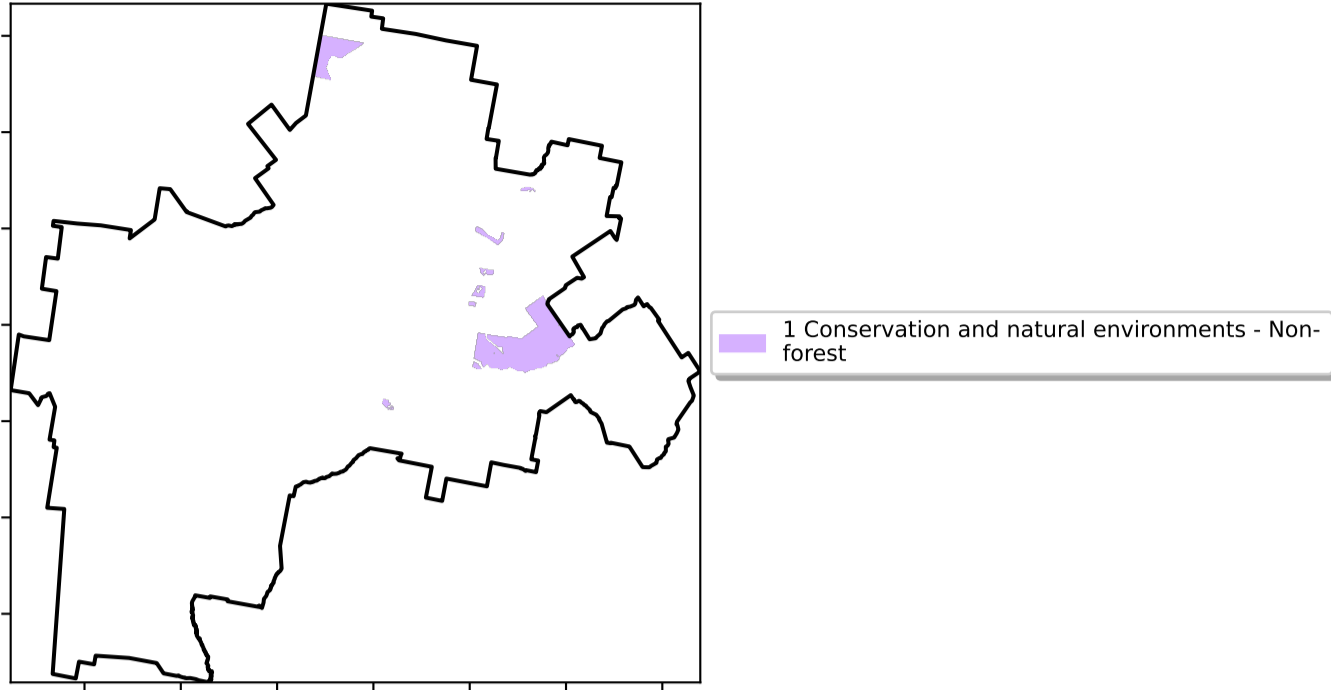 1 Conservation and natural environments - Non-
forest